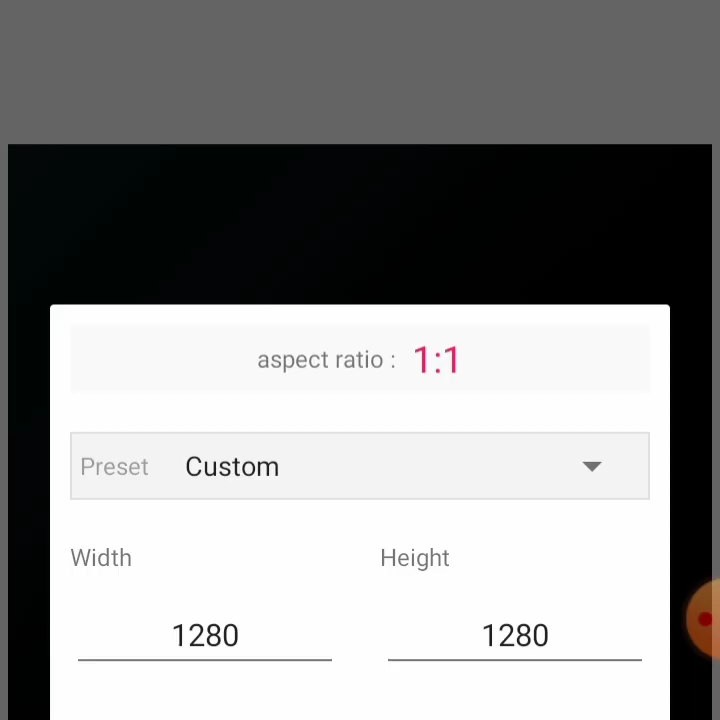 aspect ratio : 1:1
Preset Custom
Width Height
1280 1280